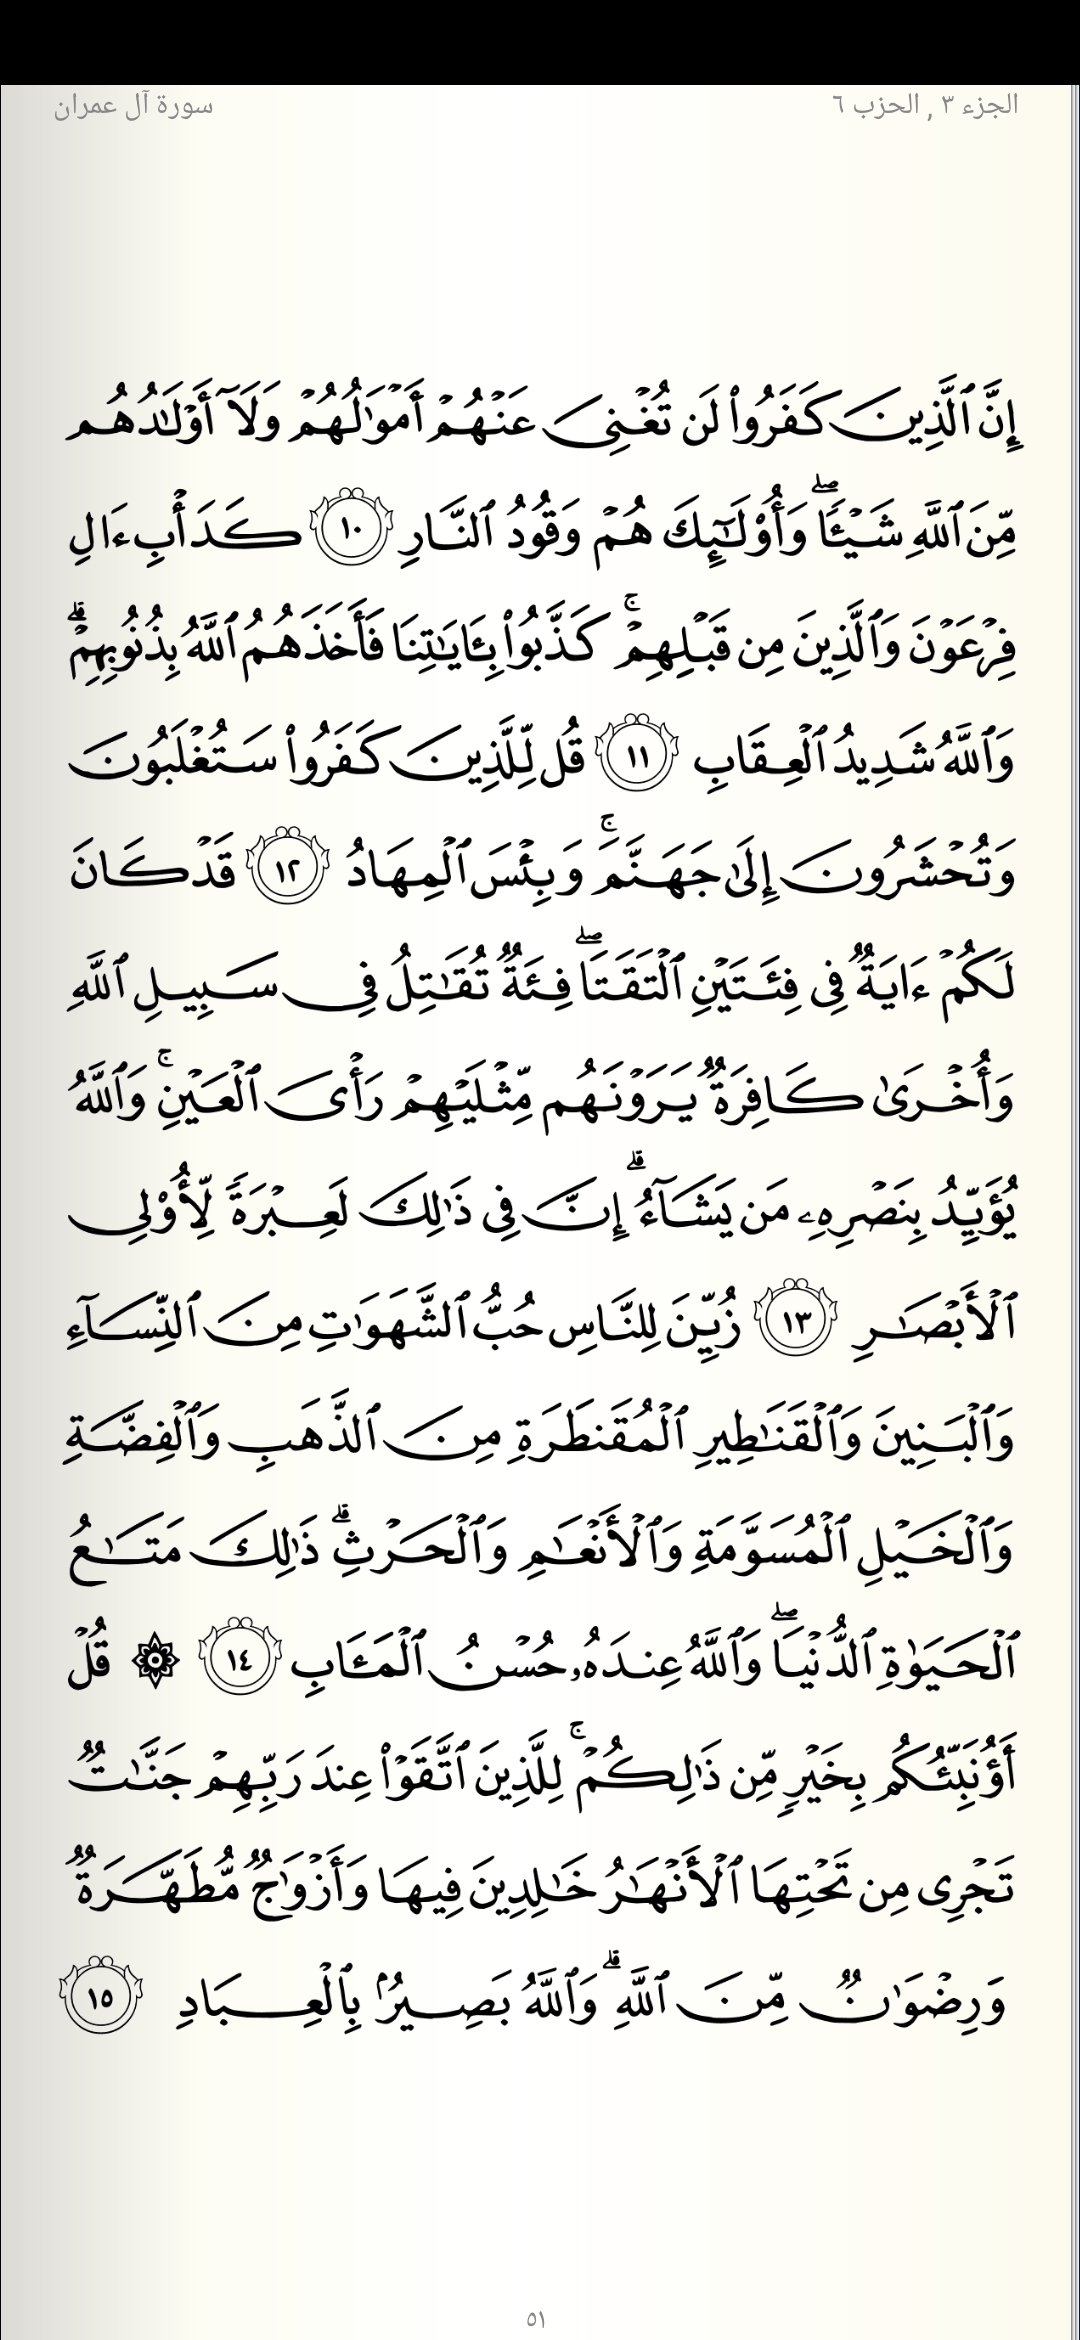 الجزء ٣ , الحزب ٦
سورة آل عمران
إِنَّ ٱلَّذِينَ كَفَرُوا۟ لَن تُغْنِىَ عَنْهُمْ أَمْوَٰلُهُمْ وَلَآ أَوْلَـٰدُهُم
مِّنَ ٱللَّهِ شَيْـًٔا ۖ وَأُو۟لَـٰٓئِكَ هُمْ وَقُودُ ٱلنَّارِ ١٠ كَدَأْبِ ءَالِ
فِرْعَوْنَ وَٱلَّذِينَ مِن قَبْلِهِمْ ۚ كَذَّبُوا۟ بِـَٔايَـٰتِنَا فَأَخَذَهُمُ ٱللَّهُ بِذُنُوبِهِمْ ۗ
وَٱللَّهُ شَدِيدُ ٱلْعِقَابِ ١١ قُل لِّلَّذِينَ كَفَرُوا۟ سَتُغْلَبُونَ
وَتُحْشَرُونَ إِلَىٰ جَهَنَّمَ ۚ وَبِئْسَ ٱلْمِهَادُ ١٢ قَدْ كَانَ
لَكُمْ ءَايَةٌ فِى فِئَتَيْنِ ٱلْتَقَتَا ۖ فِئَةٌ تُقَـٰتِلُ فِى سَبِيلِ ٱللَّهِ
وَأُخْرَىٰ كَافِرَةٌ يَرَوْنَهُم مِّثْلَيْهِمْ رَأْىَ ٱلْعَيْنِ ۚ وَٱللَّهُ
يُؤَيِّدُ بِنَصْرِهِۦ مَن يَشَآءُ ۗ إِنَّ فِى ذَٰلِكَ لَعِبْرَةً لِّأُو۟لِى
ٱلْأَبْصَـٰرِ ١٣ زُيِّنَ لِلنَّاسِ حُبُّ ٱلشَّهَوَٰتِ مِنَ ٱلنِّسَآءِ
وَٱلْبَنِينَ وَٱلْقَنَـٰطِيرِ ٱلْمُقَنطَرَةِ مِنَ ٱلذَّهَبِ وَٱلْفِضَّةِ
وَٱلْخَيْلِ ٱلْمُسَوَّمَةِ وَٱلْأَنْعَـٰمِ وَٱلْحَرْثِ ۗ ذَٰلِكَ مَتَـٰعُ
ٱلْحَيَوٰةِ ٱلدُّنْيَا ۖ وَٱللَّهُ عِندَهُۥ حُسْنُ ٱلْمَـَٔابِ ١٤ ۞ قُلْ
أَؤُنَبِّئُكُم بِخَيْرٍ مِّن ذَٰلِكُمْ ۚ لِلَّذِينَ ٱتَّقَوْا۟ عِندَ رَبِّهِمْ جَنَّـٰتٌ
تَجْرِى مِن تَحْتِهَا ٱلْأَنْهَـٰرُ خَـٰلِدِينَ فِيهَا وَأَزْوَٰجٌ مُّطَهَّرَةٌ
وَرِضْوَٰنٌ مِّنَ ٱللَّهِ ۗ وَٱللَّهُ بَصِيرٌۢ بِٱلْعِبَادِ ١٥
٥١